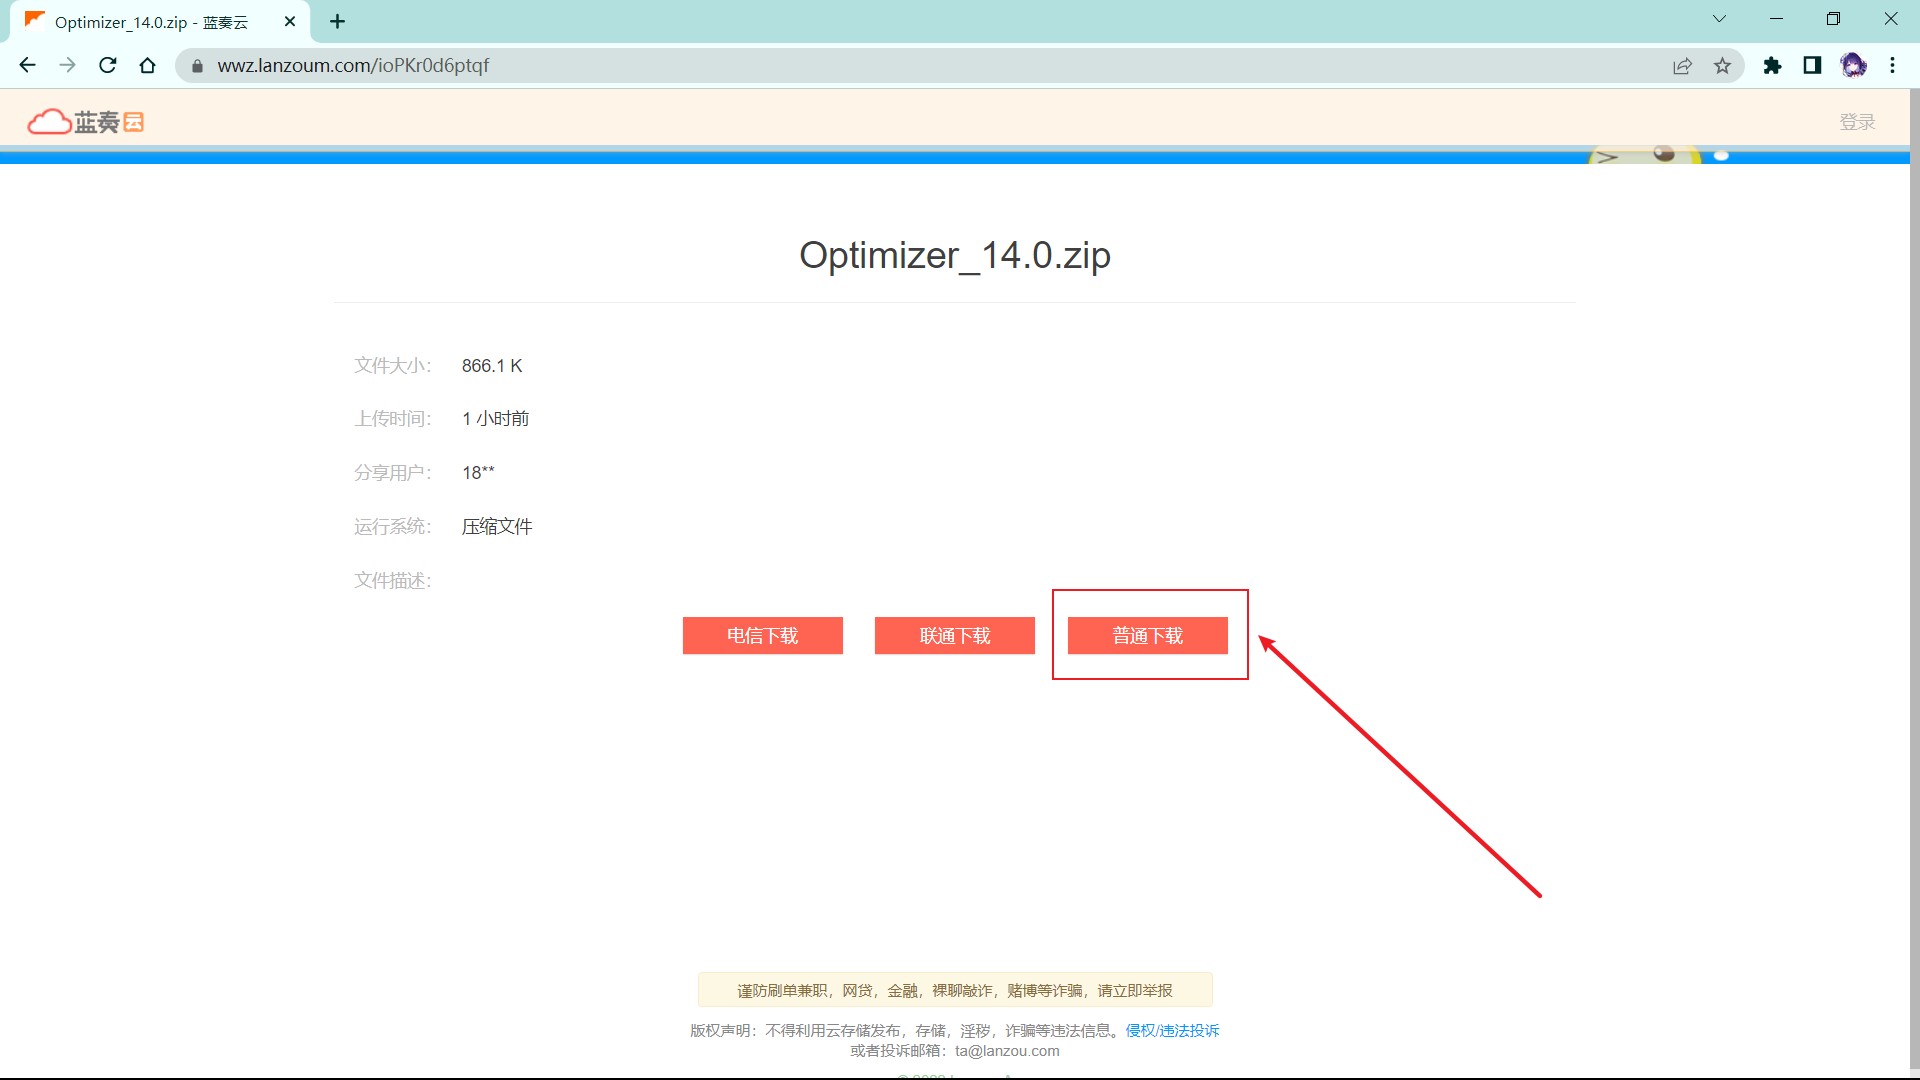 Optimizer_14.0.zip - 蓝奏云
wwz.lanzoum.com/ioPKr0d6ptqf
蓝奏云
登录
Optimizer_14.0.zip
文件大小： 866.1 K
上传时间： 1 小时前
分享用户： 18**
运行系统： 压缩文件
文件描述：
电信下载 联通下载 普通下载
谨防刷单兼职，网贷，金融，裸聊敲诈，赌博等诈骗，请立即举报
版权声明：不得利用云存储发布，存储，淫秽，诈骗等违法信息。侵权/违法投诉
或者投诉邮箱：ta@lanzou.com